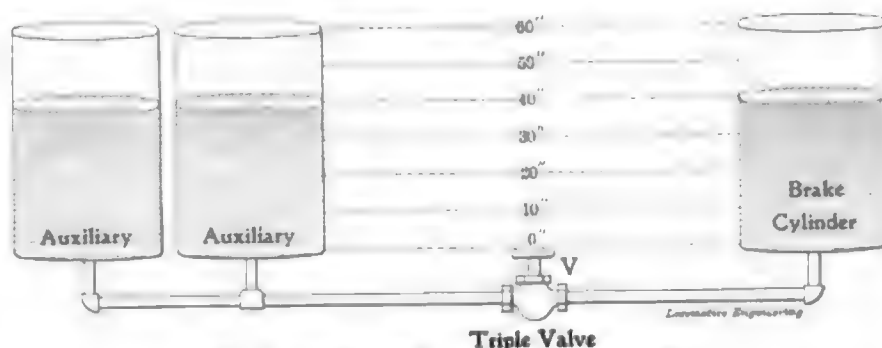 60"
50"
40"
30"
20"
10"
0"
Auxiliary Auxiliary
Brake
Cylinder
V
Locomotive Engineering
Triple Valve